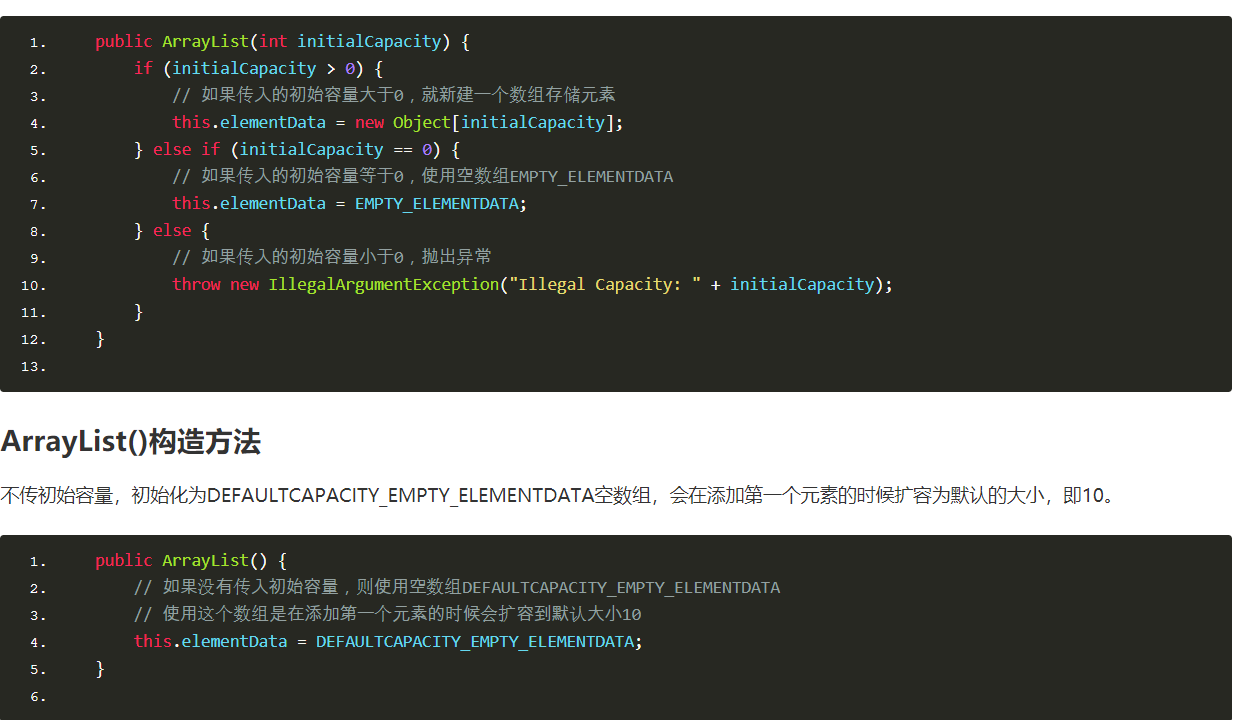 1.     public ArrayList(int initialCapacity) {
2.         if (initialCapacity > 0) {
3.             // 如果传入的初始容量大于0，就新建一个数组存储元素
4.             this.elementData = new Object[initialCapacity];
5.         } else if (initialCapacity == 0) {
6.             // 如果传入的初始容量等于0，使用空数组EMPTY_ELEMENTDATA
7.             this.elementData = EMPTY_ELEMENTDATA;
8.         } else {
9.             // 如果传入的初始容量小于0，抛出异常
10.             throw new IllegalArgumentException("Illegal Capacity: " + initialCapacity);
11.         }
12.     }
13.
ArrayList()构造方法
不传初始容量，初始化为DEFAULTCAPACITY_EMPTY_ELEMENTDATA空数组，会在添加第一个元素的时候扩容为默认的大小，即10。
1.     public ArrayList() {
2.         // 如果没有传入初始容量，则使用空数组DEFAULTCAPACITY_EMPTY_ELEMENTDATA
3.         // 使用这个数组是在添加第一个元素的时候会扩容到默认大小10
4.         this.elementData = DEFAULTCAPACITY_EMPTY_ELEMENTDATA;
5.     }
6.